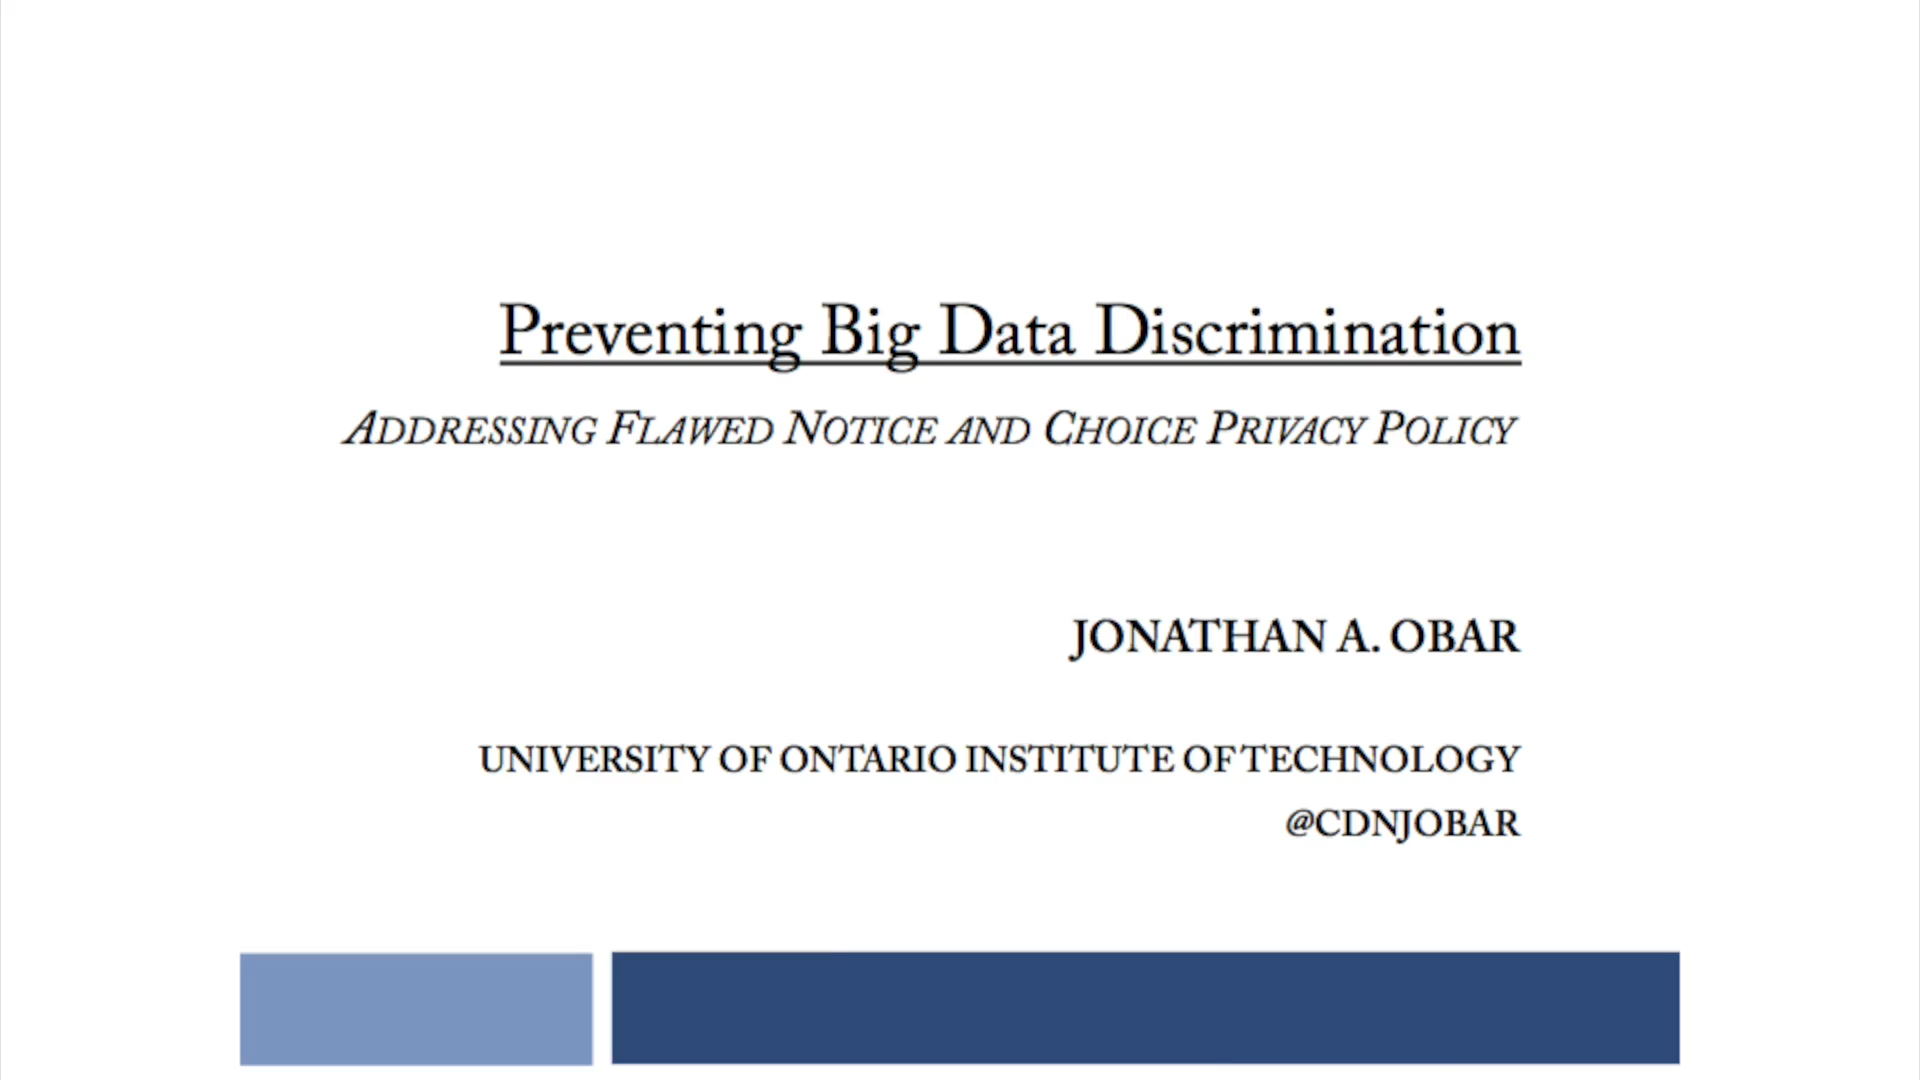 Preventing Big Data Discrimination
ADDRESSING FLAWED NOTICE AND CHOICE PRIVACY POLICY
JONATHAN A. OBAR
UNIVERSITY OF ONTARIO INSTITUTE OF TECHNOLOGY
@CDNJOBAR